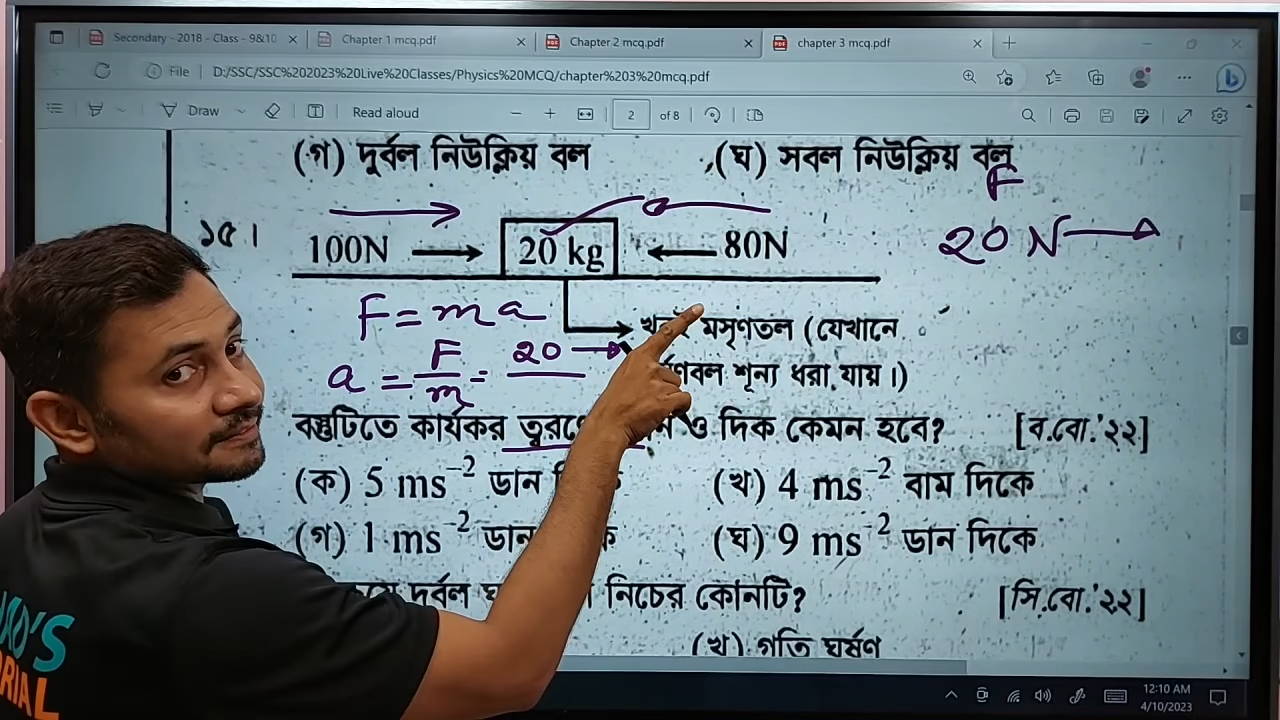 Secondary - 2018 - Class - 9&10
Chapter 1 mcq.pdf
Chapter 2 mcq.pdf
chapter 3 mcq.pdf
File
D:/SSC/SSC%202023%20Live%20Classes/Physics%20MCQ/chapter%203%20mcq.pdf
Draw
Read aloud
2 of 8
(গ) দুর্বল নিউক্লিয় বল (ঘ) সবল নিউক্লিয় বল
F
১৫। 100N 20 kg 80N
20 N
F = ma
a = F/m = 20
মসৃণতল (যেখানে
শূন্য ধরা যায়।)
বস্তুটিতে কার্যকর ও দিক কেমন হবে? [ব.বো.'২২]
(ক) 5 ms⁻² ডান (খ) 4 ms⁻² বাম দিকে
(গ) 1 ms⁻² ডান (ঘ) 9 ms⁻² ডান দিকে
দুর্বল নিচের কোনটি? [সি.বো.'২২]
(খ) গতি ঘর্ষণ
12:10 AM
4/10/2023